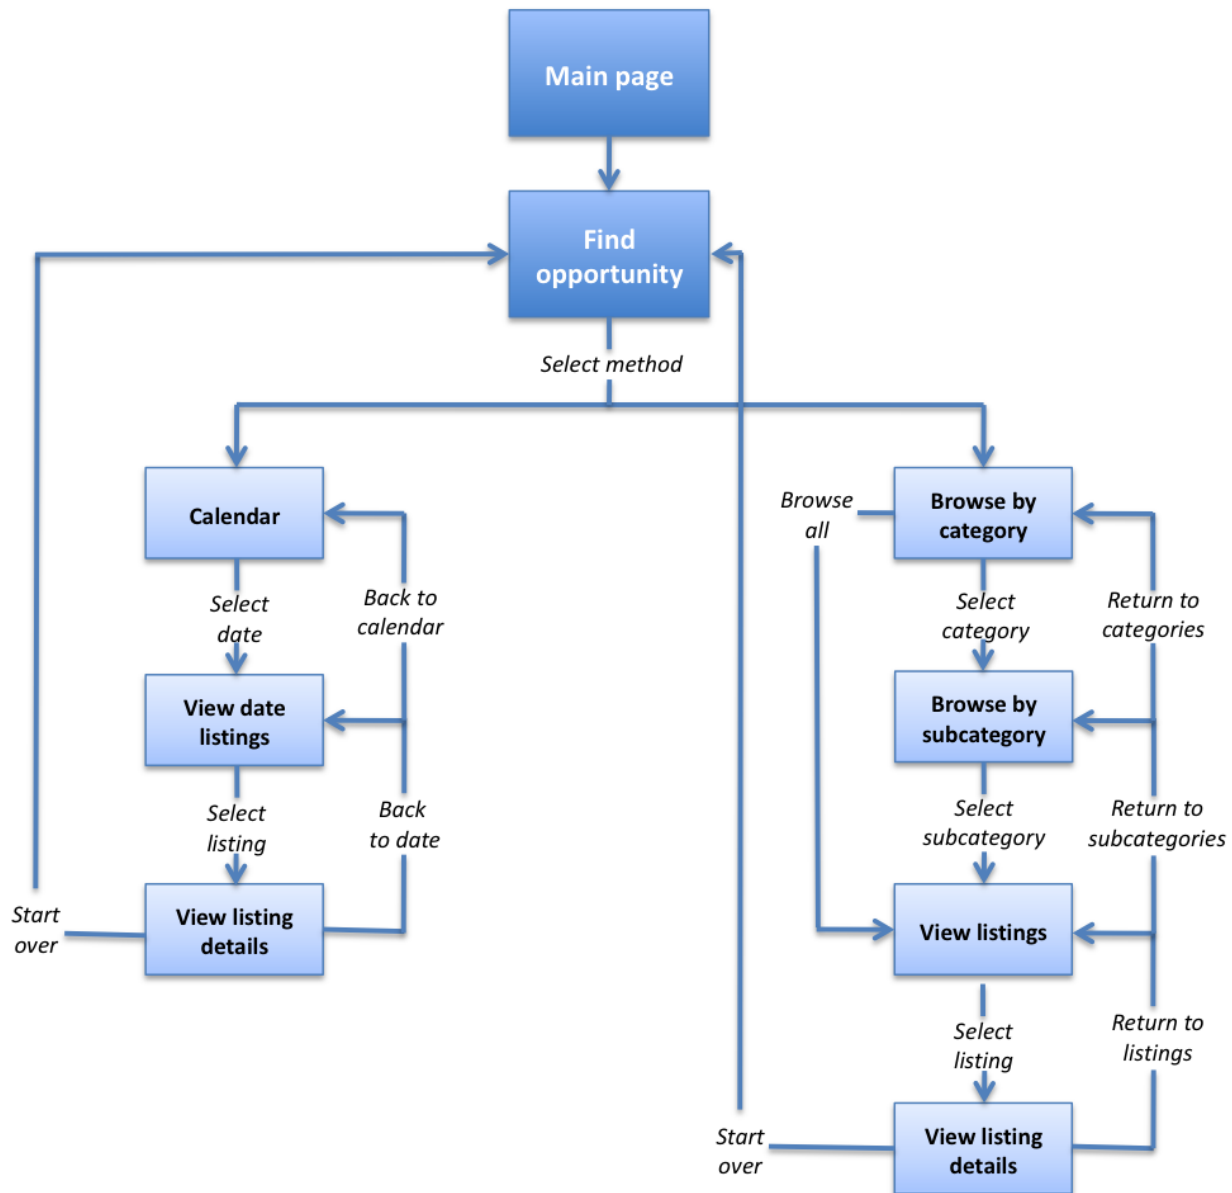 Main page
Find
opportunity
Select method
Calendar
Select
date
Back to
calendar
View date
listings
Select
listing
Back
to date
View listing
details
Start
over
Browse
all
Browse by
category
Select
category
Return to
categories
Browse by
subcategory
Select
subcategory
Return to
subcategories
View listings
Select
listing
Return to
listings
View listing
details
Start
over